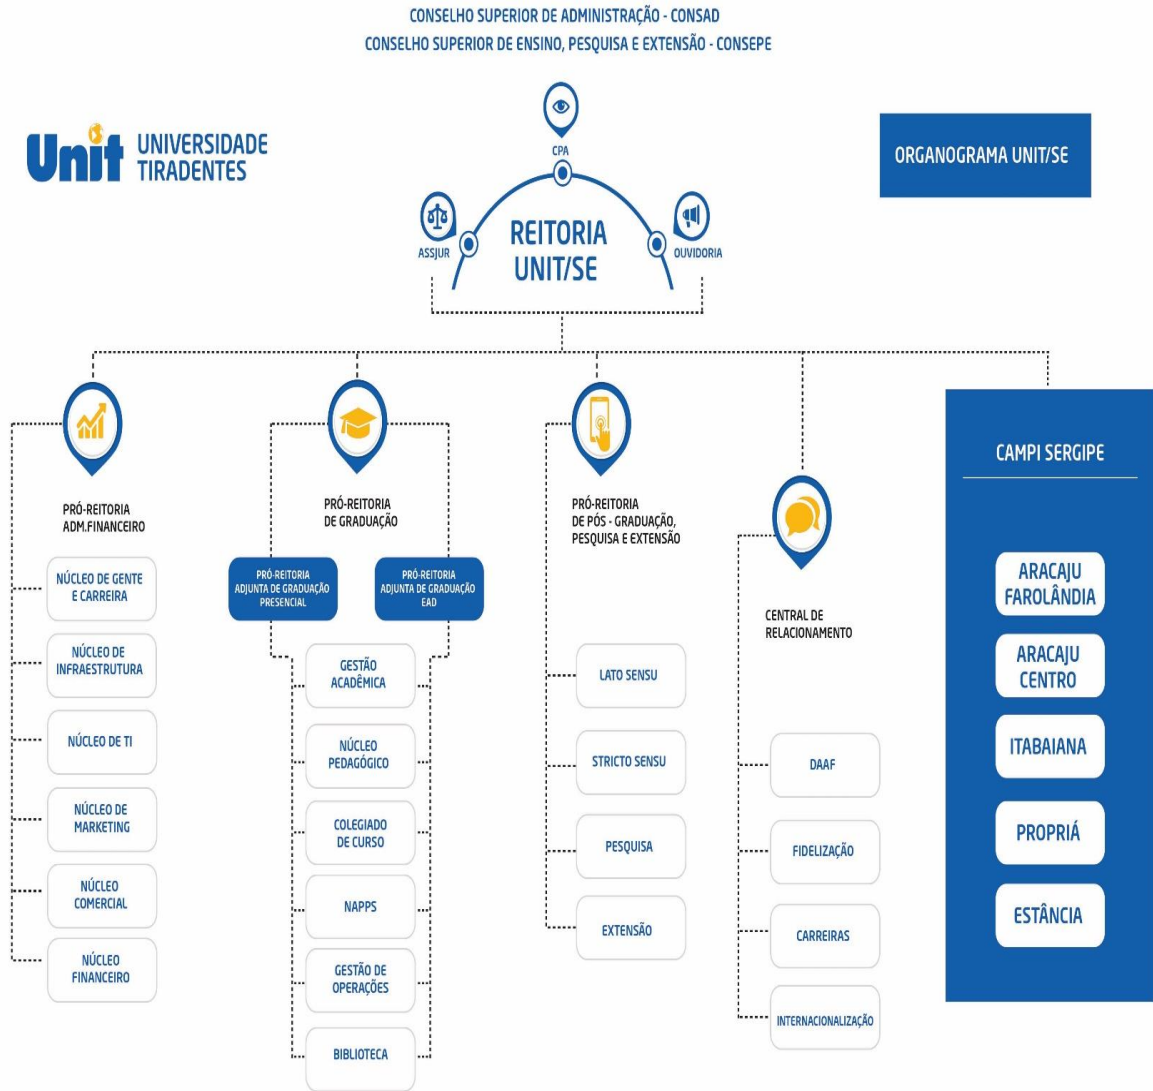 CONSELHO SUPERIOR DE ADMINISTRAÇÃO - CONSAD
CONSELHO SUPERIOR DE ENSINO, PESQUISA E EXTENSÃO - CONSEPE
Unit UNIVERSIDADE
TIRADENTES
CPA
ASSJUR
OUVIDORIA
REITORIA
UNIT/SE
ORGANOGRAMA UNIT/SE
PRÓ-REITORIA
ADM.FINANCEIRO
NÚCLEO DE GENTE
E CARREIRA
NÚCLEO DE
INFRAESTRUTURA
NÚCLEO DE TI
NÚCLEO DE
MARKETING
NÚCLEO
COMERCIAL
NÚCLEO
FINANCEIRO
PRÓ-REITORIA
DE GRADUAÇÃO
PRÓ-REITORIA
ADJUNTA DE GRADUAÇÃO
PRESENCIAL
PRÓ-REITORIA
ADJUNTA DE GRADUAÇÃO
EAD
GESTÃO
ACADÊMICA
NÚCLEO
PEDAGÓGICO
COLEGIADO
DE CURSO
NAPPS
GESTÃO DE
OPERAÇÕES
BIBLIOTECA
PRÓ-REITORIA
DE PÓS - GRADUAÇÃO,
PESQUISA E EXTENSÃO
LATO SENSU
STRICTO SENSU
PESQUISA
EXTENSÃO
CENTRAL DE
RELACIONAMENTO
DAAF
FIDELIZAÇÃO
CARREIRAS
INTERNACIONALIZAÇÃO
CAMPI SERGIPE
ARACAJU
FAROLÂNDIA
ARACAJU
CENTRO
ITABAIANA
PROPRIÁ
ESTÂNCIA